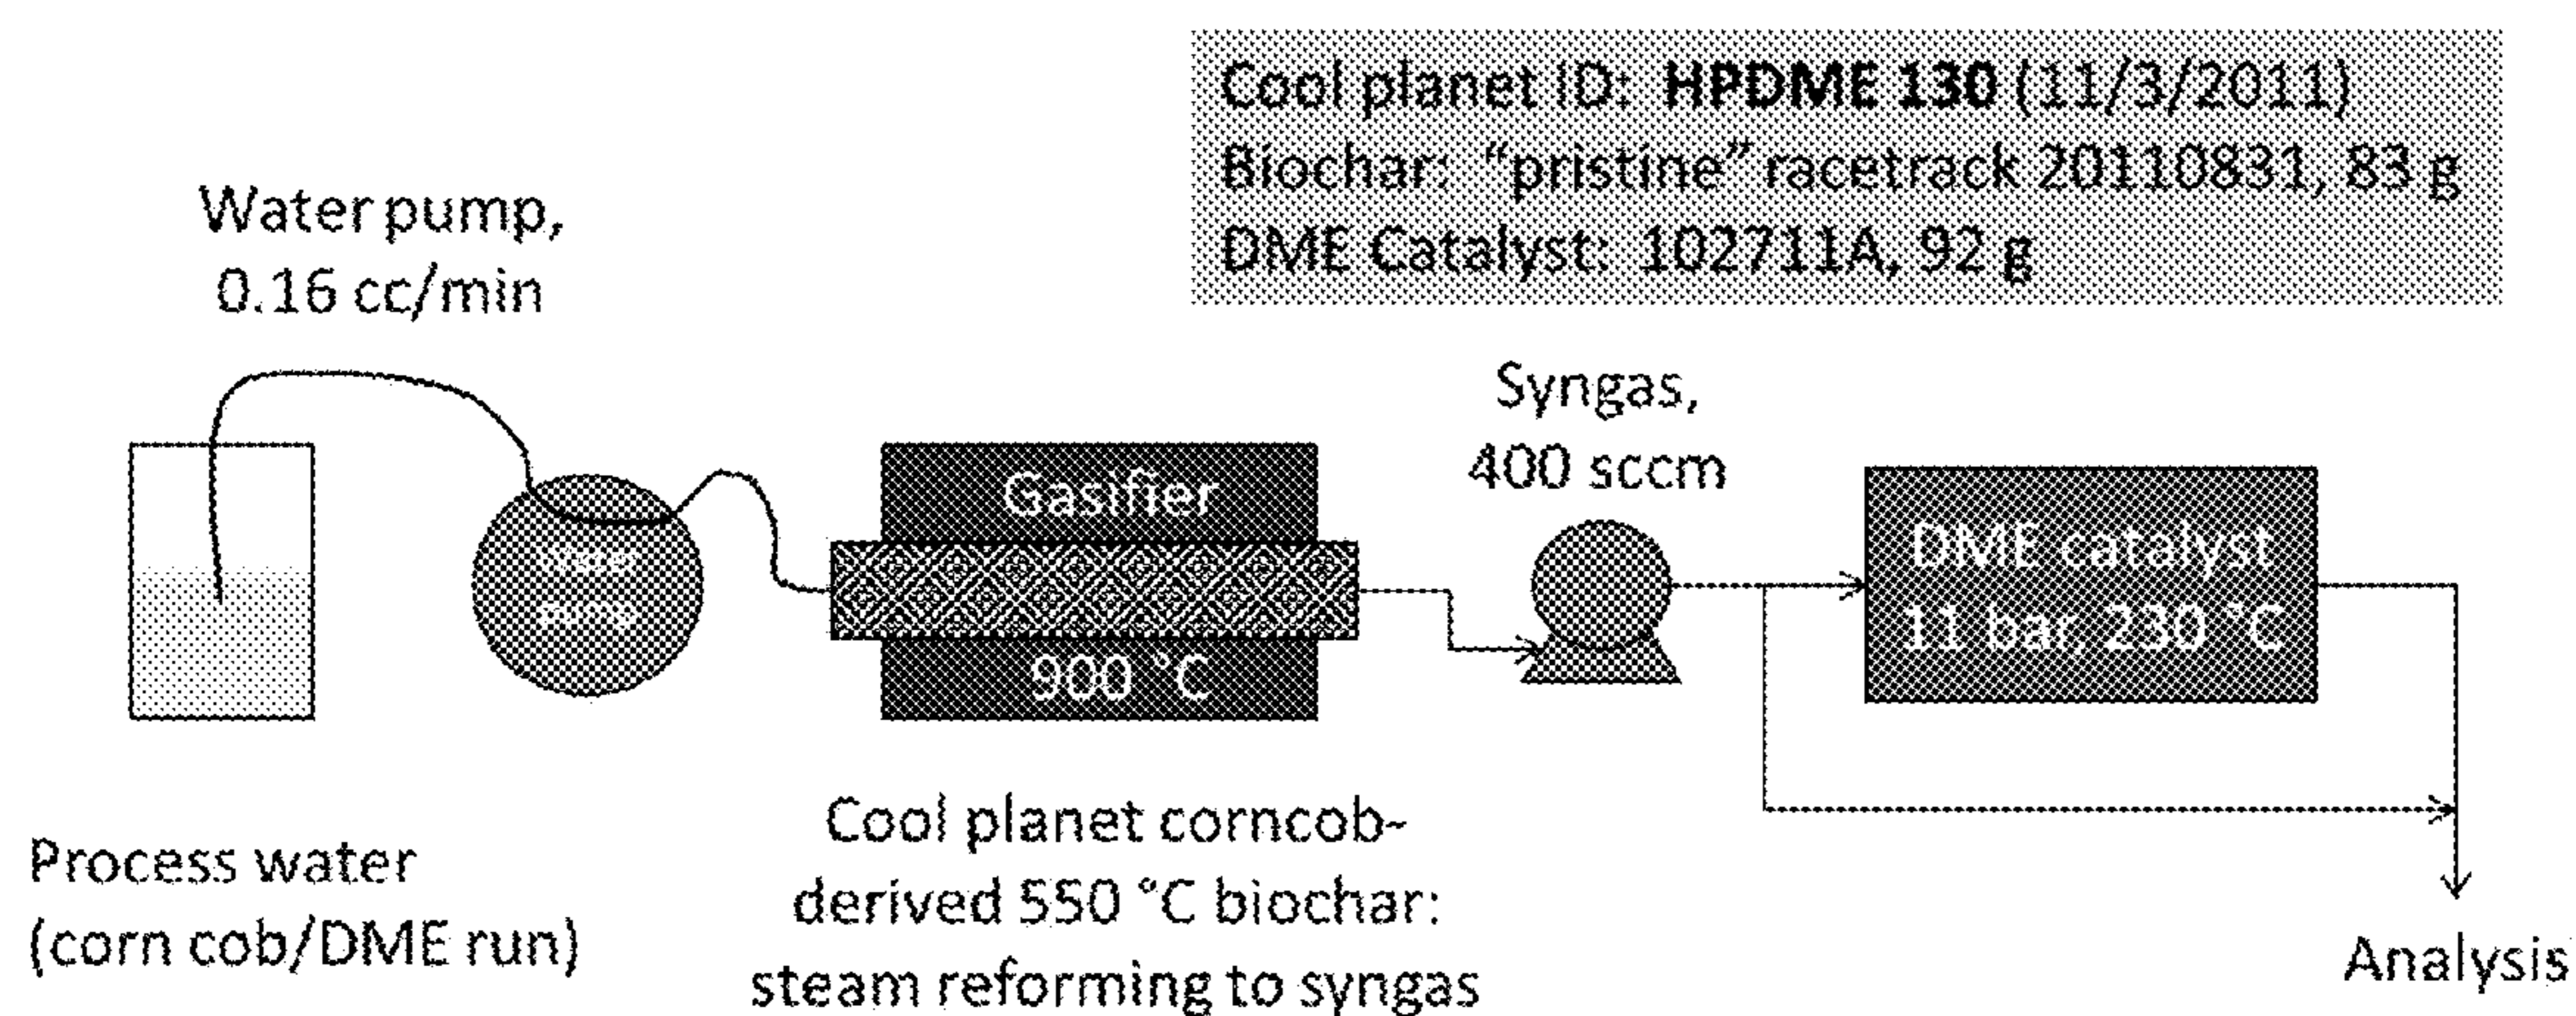 Cool planet ID: HPDME 130 (11/3/2011)
Biochar: "pristine" racetrack 20110831, 83 g
DME Catalyst: 102711A, 92 g
Water pump,
0.16 cc/min
Syngas,
400 sccm
Gasifier
900 °C
water
pump
DME catalyst
11 bar, 230 °C
Process water
(corn cob/DME run)
Cool planet corncob-
derived 550 °C biochar:
steam reforming to syngas
Analysis